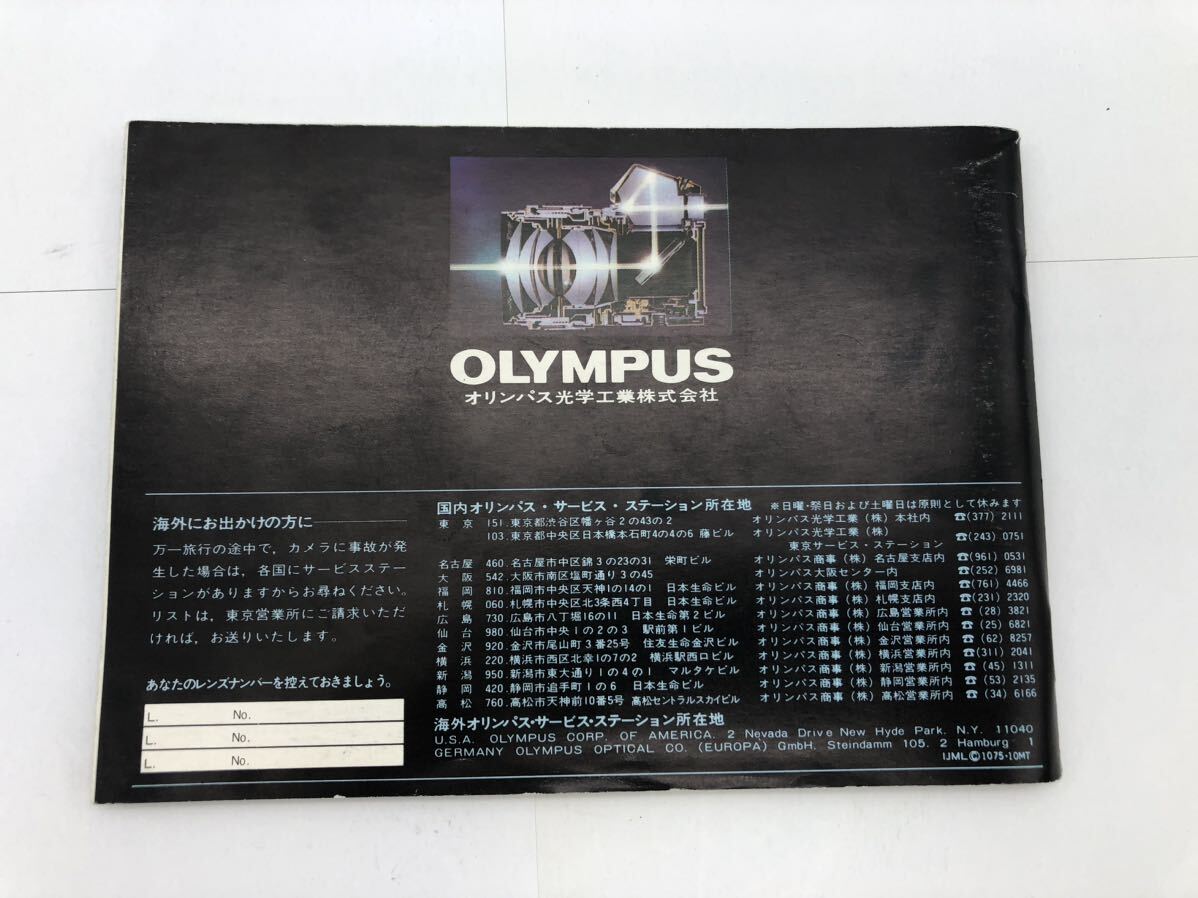 OLYMPUS
オリンパス光学工業株式会社
海外にお出かけの方に
万一旅行の途中で，カメラに事故が発
生した場合は，各国にサービスステー
ションがありますからお尋ねください。
リストは，東京営業所にご請求いただ
ければ，お送りいたします。
あなたのレンズナンバーを控えておきましょう。
L. No.
L. No.
L. No.
国内オリンパス・サービス・ステーション所在地 ※日曜・祭日および土曜日は原則として休みます
東京 151.東京都渋谷区幡ヶ谷2の43の2 オリンパス光学工業（株）本社内 ☎(377) 2111
103.東京都中央区日本橋本石町4の4の6 藤ビル オリンパス光学工業（株）
東京サービス・ステーション ☎(243) 0751
名古屋 460.名古屋市中区錦3の23の31 栄町ビル オリンパス商事（株）名古屋支店内 ☎(961) 0531
大阪 542.大阪市南区塩町通り3の45 オリンパス大阪センター内 ☎(252) 6981
福岡 810.福岡市中央区天神1の14の1 日本生命ビル オリンパス商事（株）福岡支店内 ☎(761) 4466
札幌 060.札幌市中央区北3条西4丁目 日本生命ビル オリンパス商事（株）札幌支店内 ☎(231) 2320
広島 730.広島市八丁堀16の11 日本生命第2ビル オリンパス商事（株）広島営業所内 ☎(28) 3821
仙台 980.仙台市中央1の2の3 駅前第1ビル オリンパス商事（株）仙台営業所内 ☎(25) 6821
金沢 920.金沢市尾山町3番25号 住友生命金沢ビル オリンパス商事（株）金沢営業所内 ☎(62) 8257
横浜 220.横浜市西区北幸1の7の2 横浜駅西口ビル オリンパス商事（株）横浜営業所内 ☎(311) 2041
新潟 950.新潟市東大通り1の4の1 マルタケビル オリンパス商事（株）新潟営業所内 ☎(45) 1311
静岡 420.静岡市追手町1の6 日本生命ビル オリンパス商事（株）静岡営業所内 ☎(53) 2135
高松 760.高松市天神前10番5号 高松セントラルスカイビル オリンパス商事（株）高松営業所内 ☎(34) 6166
海外オリンパス・サービス・ステーション所在地
U.S.A. OLYMPUS CORP. OF AMERICA. 2 Nevada Drive New Hyde Park. N.Y. 11040
GERMANY OLYMPUS OPTICAL CO. (EUROPA) GmbH. Steindamm 105. 2 Hamburg 1
IJML©1075・10MT